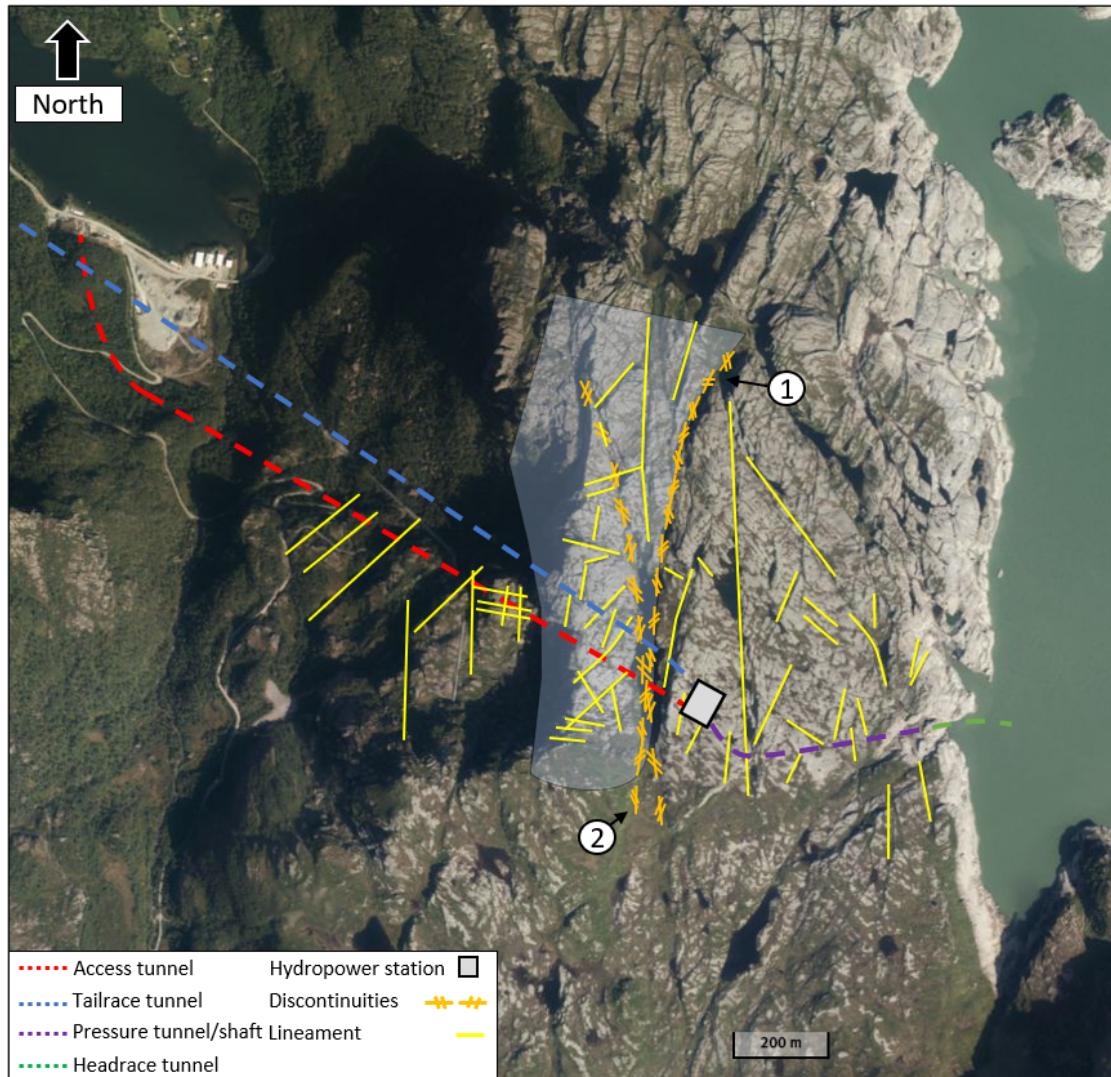 North
1
2
Access tunnel
Hydropower station
Tailrace tunnel
Discontinuities
Pressure tunnel/shaft
Lineament
Headrace tunnel
200 m